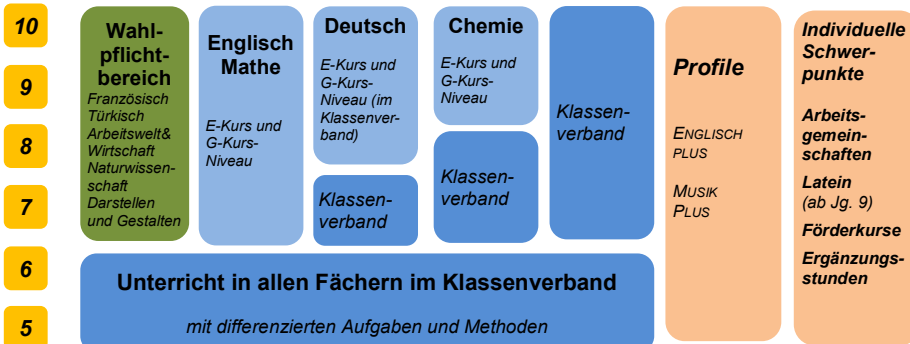 10
9
8
7
6
5
Wahl-
pflicht-
bereich
Französisch
Türkisch
Arbeitswelt&
Wirtschaft
Naturwissen-
schaft
Darstellen
und Gestalten
Englisch
Mathe
E-Kurs und
G-Kurs-
Niveau
Deutsch
E-Kurs und
G-Kurs-
Niveau (im
Klassenver-
band)
Klassen-
verband
Chemie
E-Kurs und
G-Kurs-
Niveau
Klassen-
verband
Klassen-
verband
Unterricht in allen Fächern im Klassenverband
mit differenzierten Aufgaben und Methoden
Profile
ENGLISCH
PLUS
MUSIK
PLUS
Individuelle
Schwer-
punkte
Arbeits-
gemein-
schaften
Latein
(ab Jg. 9)
Förderkurse
Ergänzungs-
stunden